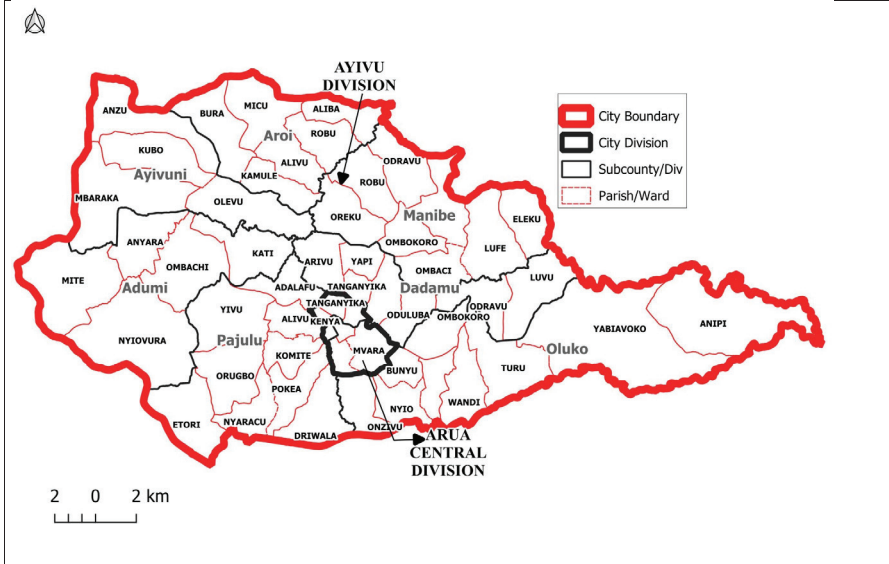 AYIVU
DIVISION
ANZU
MICU
BURA
ALIBA
City Boundary
Aroi
ROBU
City Division
KUBO
ALIVU
ODRAVU
Subcounty/Div
Ayivuni
KAMULE
ROBU
Parish/Ward
MBARAKA
OLEVU
OREKU
Manibe
ELEKU
ANYARA
OMBOKORO
LUFE
KATI
ARIVU
YAPI
OMBACHI
OMBACI
LUVU
MITE
Adumi
ADALAFU
TANGANYIKA
Dadamu
TANGANYIKA
ODRAVU
YIVU
ALIVU
KENYA
ODULUBA
OMBOKORO
YABIAVOKO
ANIPI
NYIOVURA
Pajulu
KOMITE
MVARA
Oluko
ORUGBO
BUNYU
TURU
POKEA
WANDI
NYIO
ETORI
NYARACU
ONZIVU
DRIWALA
ARUA
CENTRAL
DIVISION
2 0 2 km